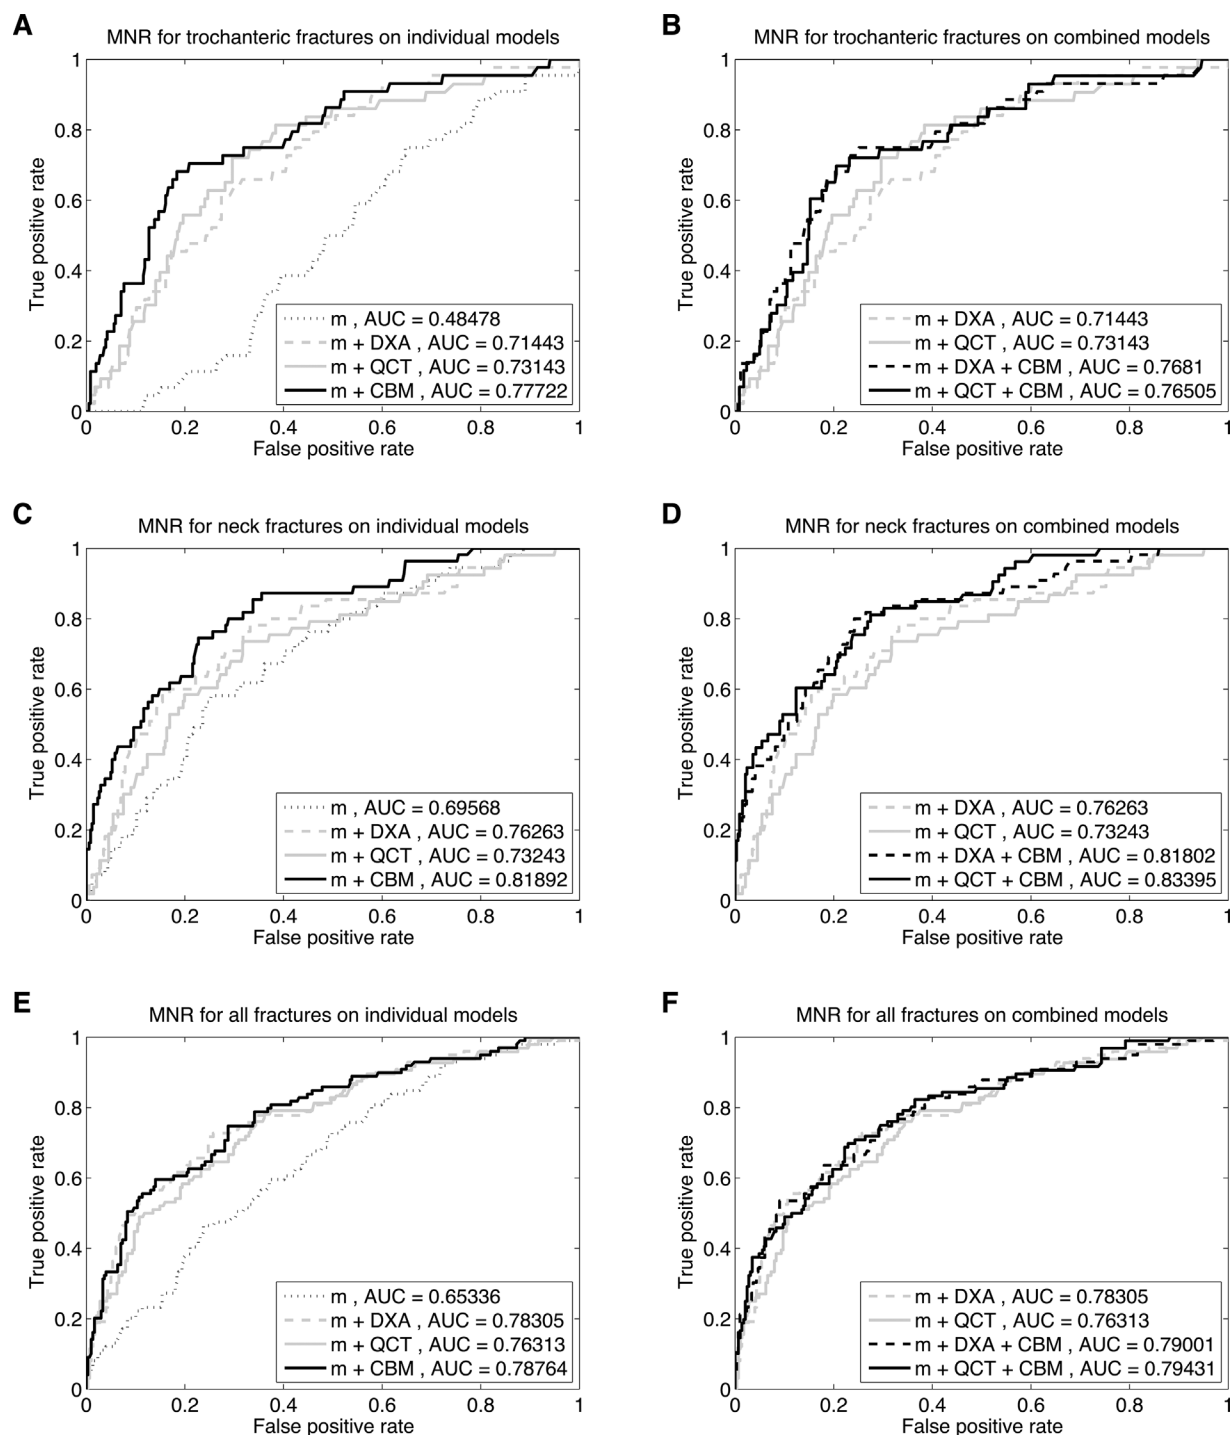 A
MNR for trochanteric fractures on individual models
1
0.8
0.6
0.4
0.2
0
True positive rate
m , AUC = 0.48478
m + DXA , AUC = 0.71443
m + QCT , AUC = 0.73143
m + CBM , AUC = 0.77722
0 0.2 0.4 0.6 0.8 1
False positive rate
B
MNR for trochanteric fractures on combined models
1
0.8
0.6
0.4
0.2
0
True positive rate
m + DXA , AUC = 0.71443
m + QCT , AUC = 0.73143
m + DXA + CBM , AUC = 0.7681
m + QCT + CBM , AUC = 0.76505
0 0.2 0.4 0.6 0.8 1
False positive rate
C
MNR for neck fractures on individual models
1
0.8
0.6
0.4
0.2
0
True positive rate
m , AUC = 0.69568
m + DXA , AUC = 0.76263
m + QCT , AUC = 0.73243
m + CBM , AUC = 0.81892
0 0.2 0.4 0.6 0.8 1
False positive rate
D
MNR for neck fractures on combined models
1
0.8
0.6
0.4
0.2
0
True positive rate
m + DXA , AUC = 0.76263
m + QCT , AUC = 0.73243
m + DXA + CBM , AUC = 0.81802
m + QCT + CBM , AUC = 0.83395
0 0.2 0.4 0.6 0.8 1
False positive rate
E
MNR for all fractures on individual models
1
0.8
0.6
0.4
0.2
0
True positive rate
m , AUC = 0.65336
m + DXA , AUC = 0.78305
m + QCT , AUC = 0.76313
m + CBM , AUC = 0.78764
0 0.2 0.4 0.6 0.8 1
False positive rate
F
MNR for all fractures on combined models
1
0.8
0.6
0.4
0.2
0
True positive rate
m + DXA , AUC = 0.78305
m + QCT , AUC = 0.76313
m + DXA + CBM , AUC = 0.79001
m + QCT + CBM , AUC = 0.79431
0 0.2 0.4 0.6 0.8 1
False positive rate